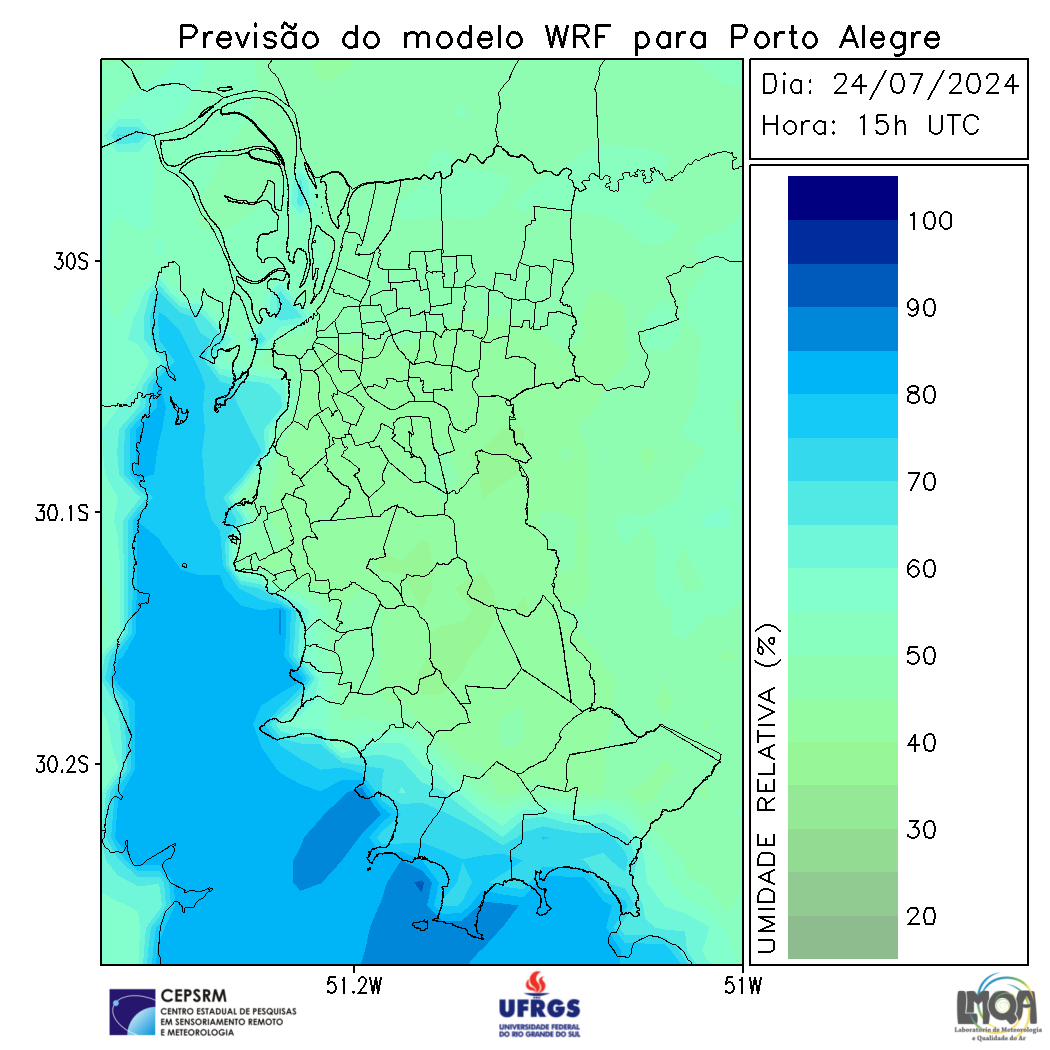 Previsão do modelo WRF para Porto Alegre
Dia: 24/07/2024
Hora: 15h UTC
100
90
80
70
60
50
40
30
20
UMIDADE RELATIVA (%)
30S
30.1S
30.2S
51.2W
51W
CEPSRM
CENTRO ESTADUAL DE PESQUISAS
EM SENSORIAMENTO REMOTO
E METEOROLOGIA
UFRGS
UNIVERSIDADE FEDERAL
DO RIO GRANDE DO SUL
LMQA
Laboratório de Meteorologia
e Qualidade do Ar